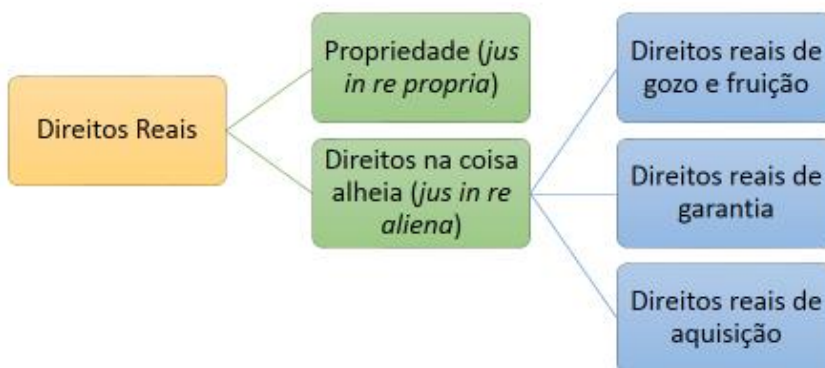 Direitos Reais
Propriedade (jus
in re propria)
Direitos na coisa
alheia (jus in re
aliena)
Direitos reais de
gozo e fruição
Direitos reais de
garantia
Direitos reais de
aquisição